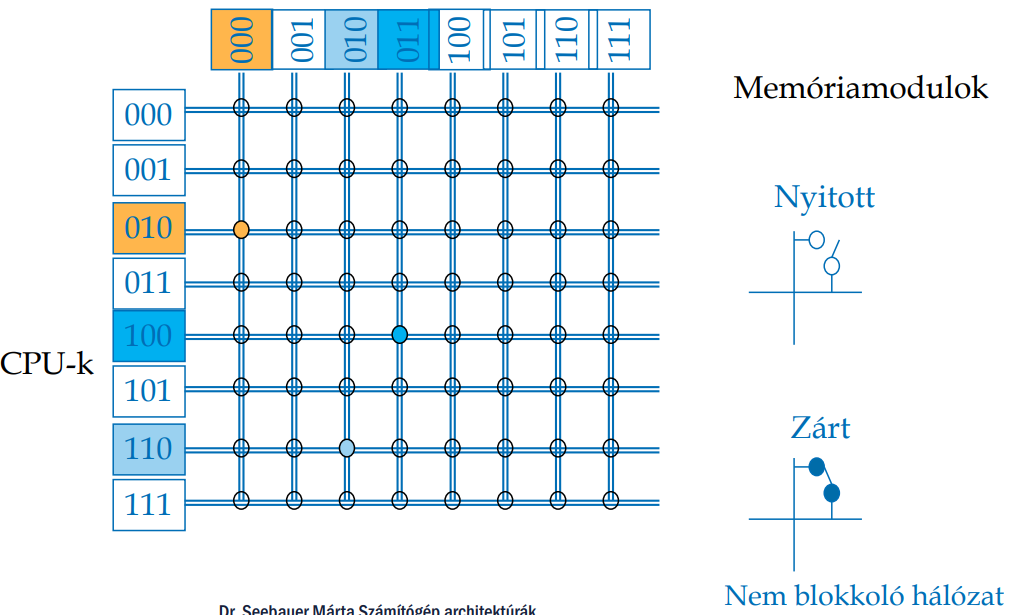 000 001 010 011 100 101 110 111
Memóriamodulok
000
001
010
011
100
101
110
111
CPU-k
Nyitott
Zárt
Nem blokkoló hálózat
Dr. Seebauer Márta Számítógép architektúrák